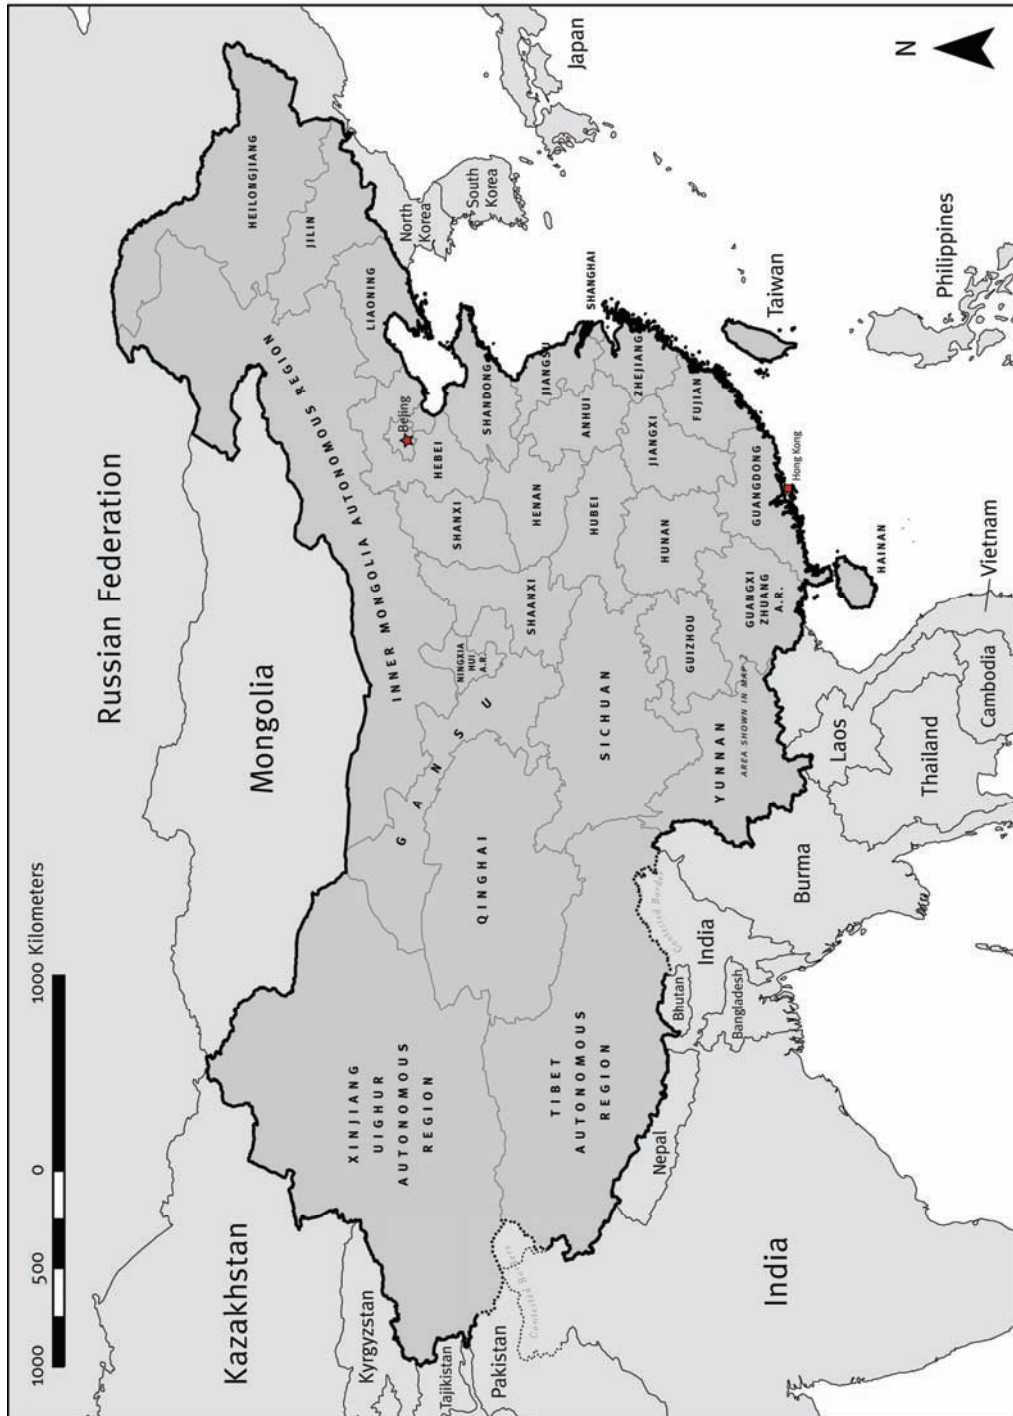 1000 500 0 1000 Kilometers
Russian Federation
Kazakhstan
Mongolia
HEILONGJIANG
JILIN
INNER MONGOLIA AUTONOMOUS REGION
LIAONING
Kyrgyzstan
XINJIANG
UIGHUR
AUTONOMOUS
REGION
Beijing
North
Korea
GANSU
HEBEI
Tajikistan
SHANXI
NINGXIA
HUI
A.R.
South
Korea
QINGHAI
SHANDONG
Pakistan
Contested Borders
SHAANXI
HENAN
JIANGSU
Japan
TIBET
AUTONOMOUS
REGION
ANHUI
HUBEI
SHANGHAI
SICHUAN
ZHEJIANG
Contested Border
JIANGXI
Nepal
Bhutan
HUNAN
GUIZHOU
FUJIAN
India
YUNNAN
AREA SHOWN IN MAP 2
Bangladesh
GUANGXI
ZHUANG
A.R.
GUANGDONG
Taiwan
India
Hong Kong
Burma
Laos
HAINAN
N
Thailand
Philippines
Cambodia
Vietnam